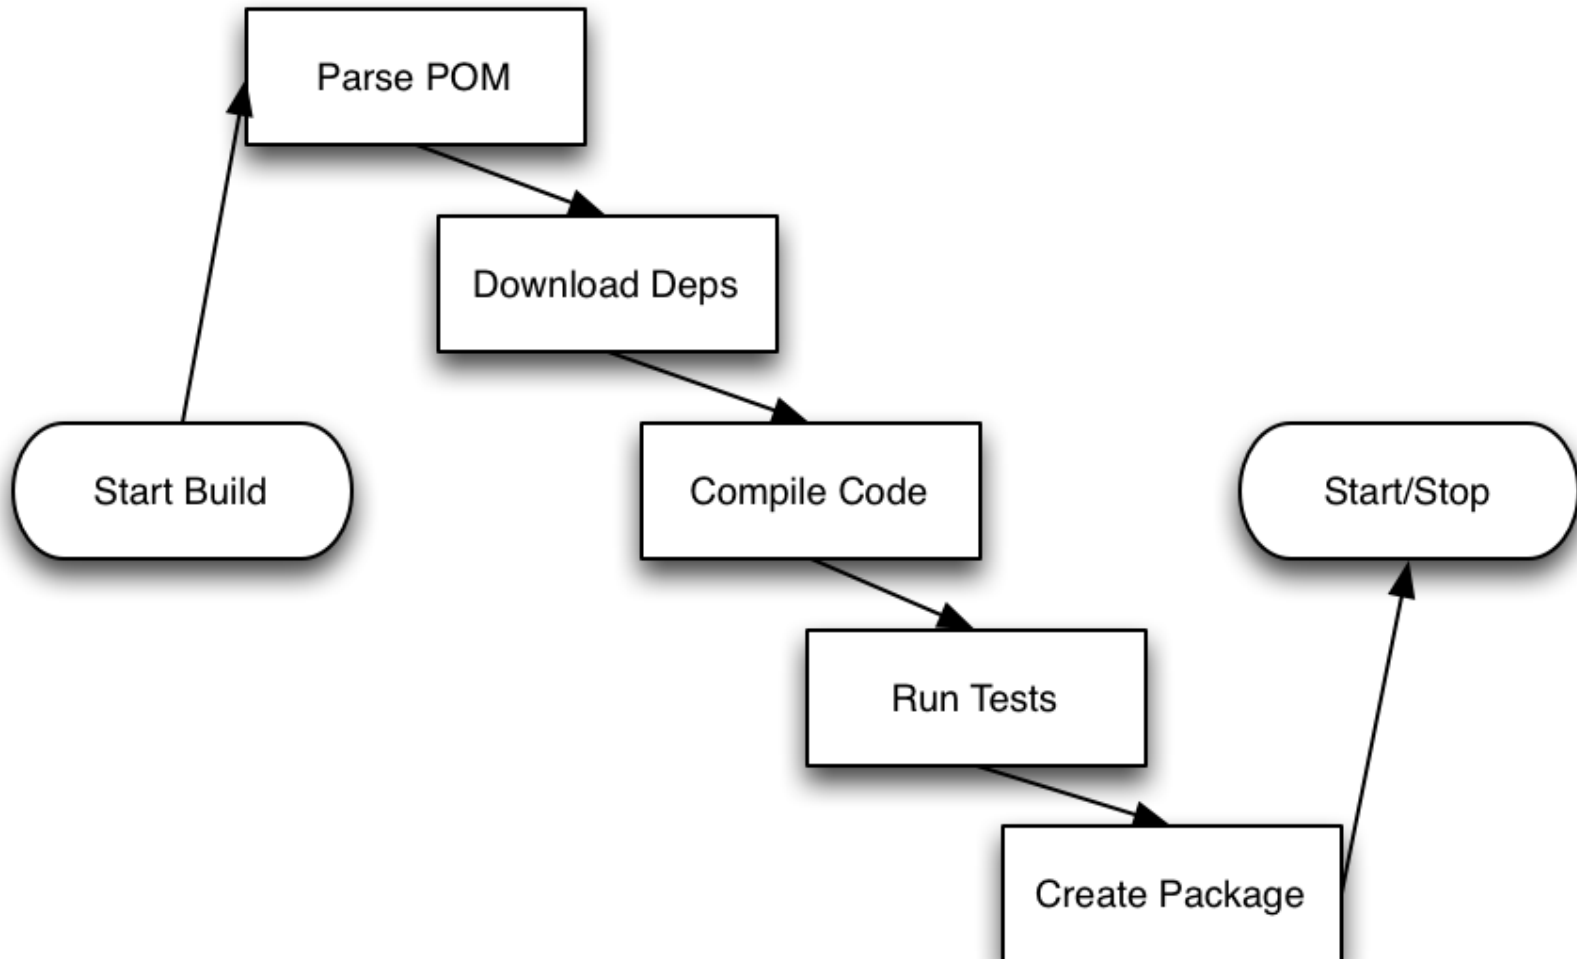 Parse POM
Download Deps
Start Build
Compile Code
Start/Stop
Run Tests
Create Package